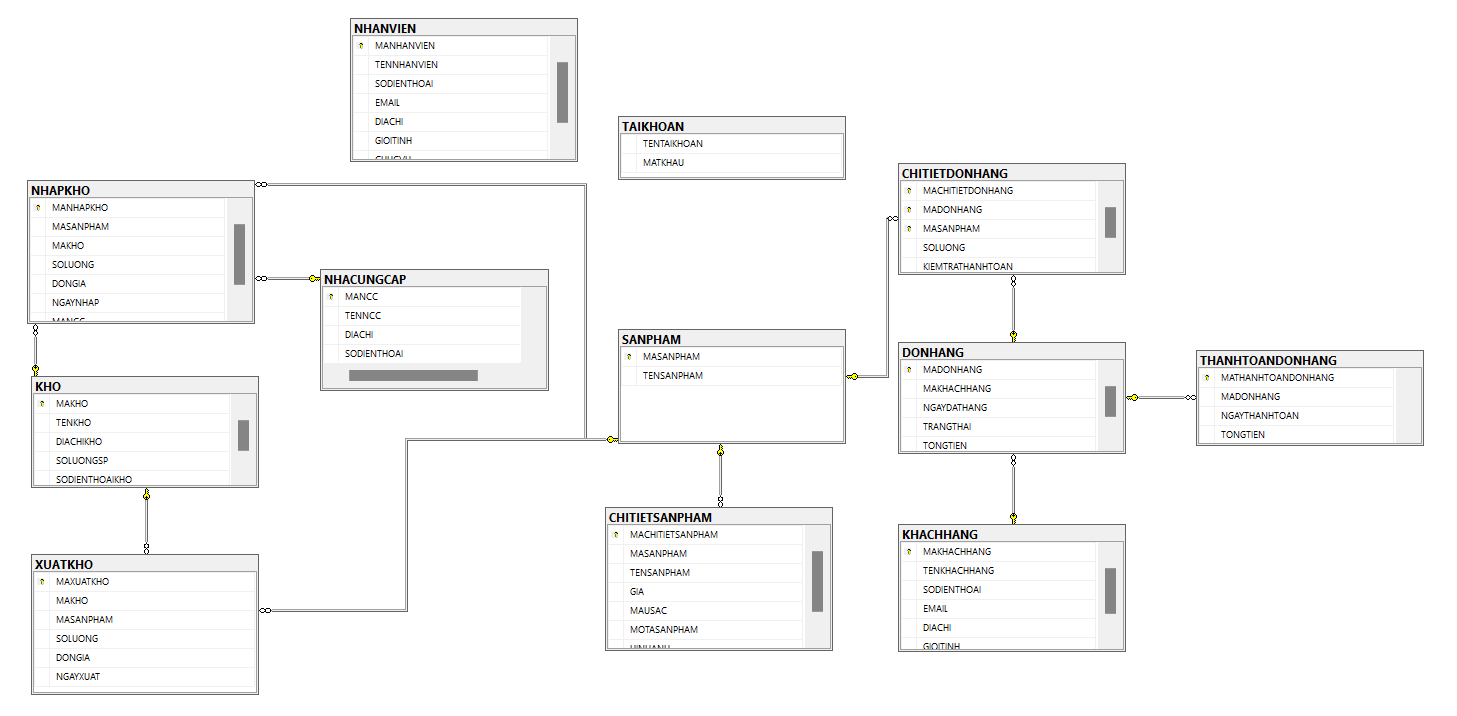 NHANVIEN
MANHANVIEN
TENNHANVIEN
SODIENTHOAI
EMAIL
DIACHI
GIOITINH
TAIKHOAN
TENTAIKHOAN
MATKHAU
CHITIETDONHANG
MACHITIETDONHANG
MADONHANG
MASANPHAM
SOLUONG
KIEMTRATHANHTOAN
NHAPKHO
MANHAPKHO
MASANPHAM
MAKHO
SOLUONG
DONGIA
NGAYNHAP
MANCC
NHACUNGCAP
MANCC
TENNCC
DIACHI
SODIENTHOAI
SANPHAM
MASANPHAM
TENSANPHAM
DONHANG
MADONHANG
MAKHACHHANG
NGAYDATHANG
TRANGTHAI
TONGTIEN
THANHTOANDONHANG
MATHANHTOANDONHANG
MADONHANG
NGAYTHANHTOAN
TONGTIEN
KHO
MAKHO
TENKHO
DIACHIKHO
SOLUONGSP
SODIENTHOAIKHO
CHITIETSANPHAM
MACHITIETSANPHAM
MASANPHAM
TENSANPHAM
GIA
MAUSAC
MOTASANPHAM
HINHANH
KHACHHANG
MAKHACHHANG
TENKHACHHANG
SODIENTHOAI
EMAIL
DIACHI
GIOITINH
XUATKHO
MAXUATKHO
MAKHO
MASANPHAM
SOLUONG
DONGIA
NGAYXUAT